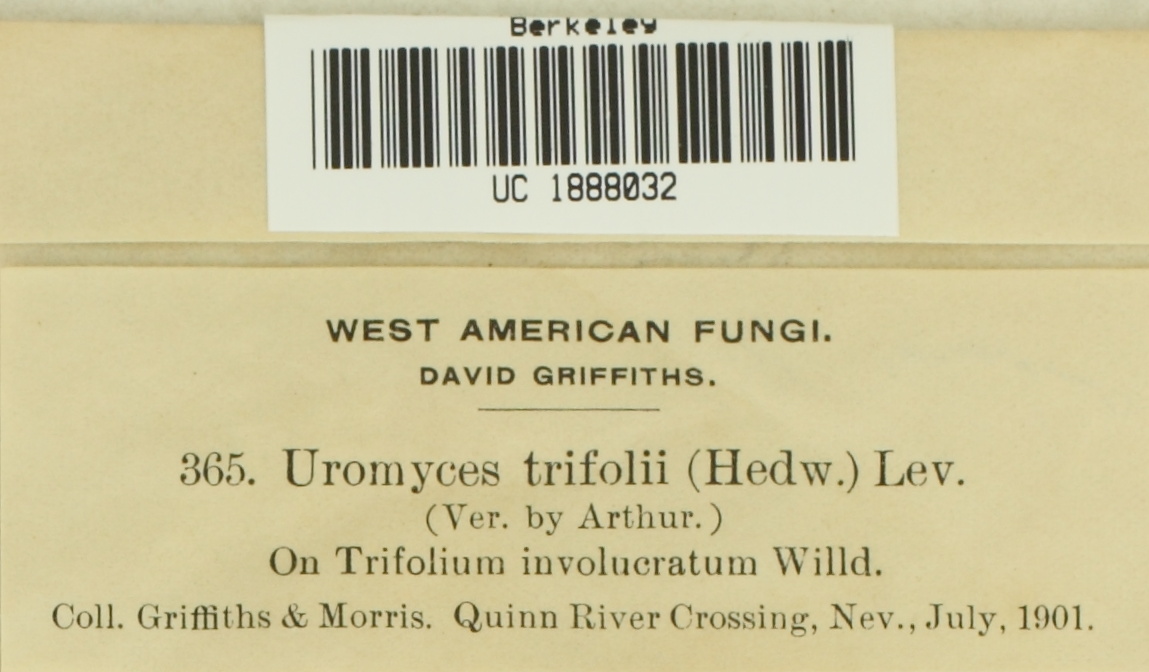 Berkeley
UC 1888032
WEST AMERICAN FUNGI.
DAVID GRIFFITHS.
365. Uromyces trifolii (Hedw.) Lev.
(Ver. by Arthur.)
On Trifolium involucratum Willd.
Coll. Griffiths & Morris. Quinn River Crossing, Nev., July, 1901.